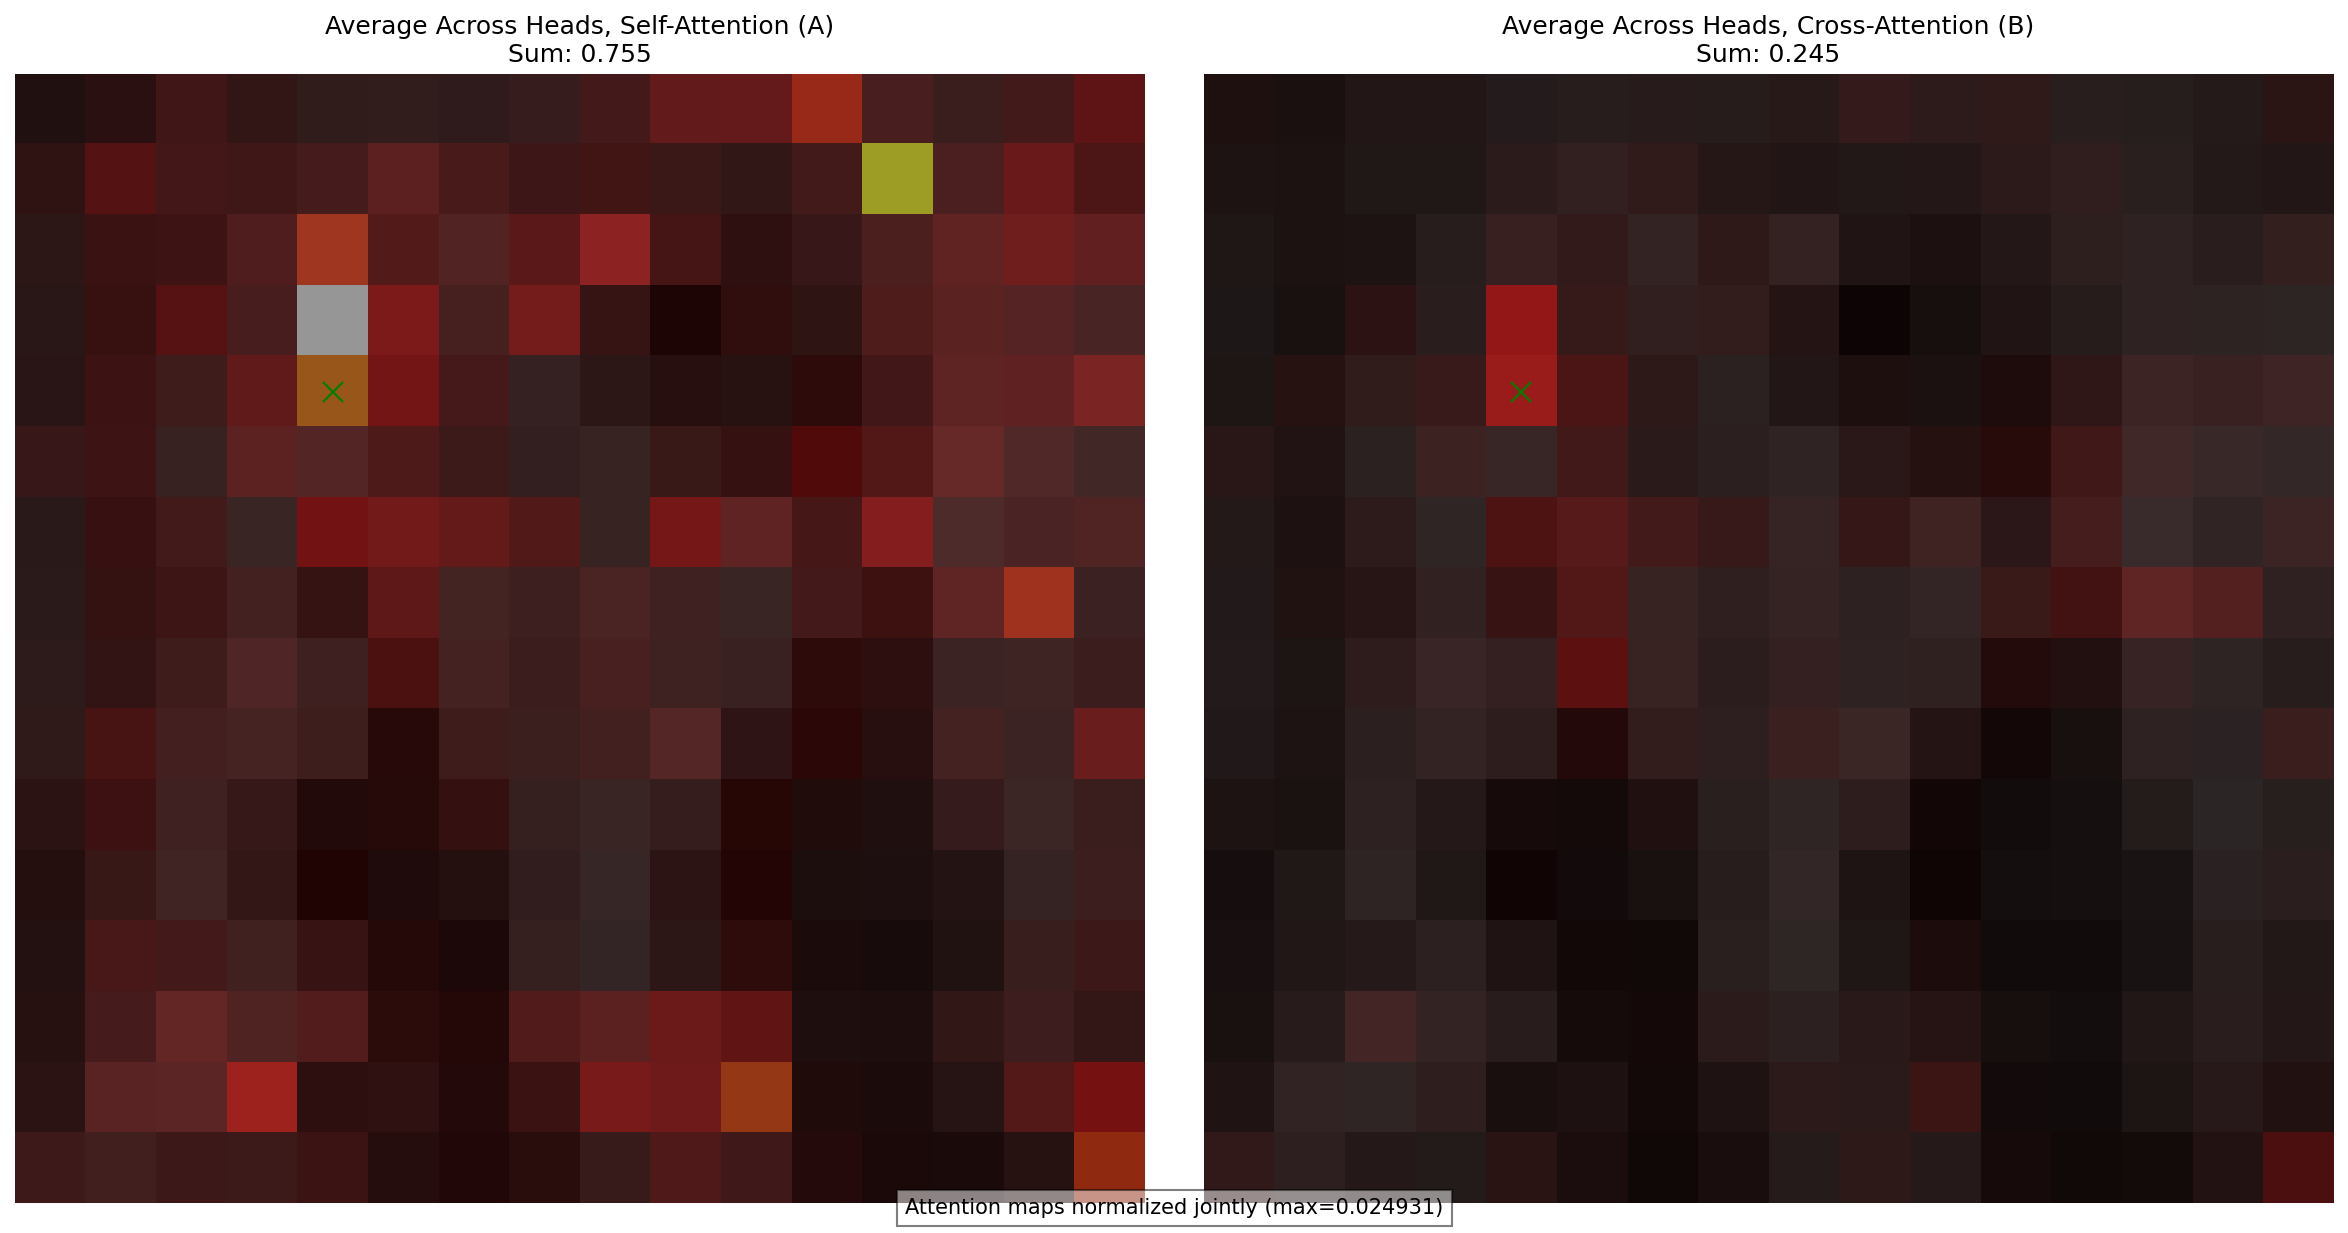 Average Across Heads, Self-Attention (A)
Sum: 0.755
Average Across Heads, Cross-Attention (B)
Sum: 0.245
Attention maps normalized jointly (max=0.024931)